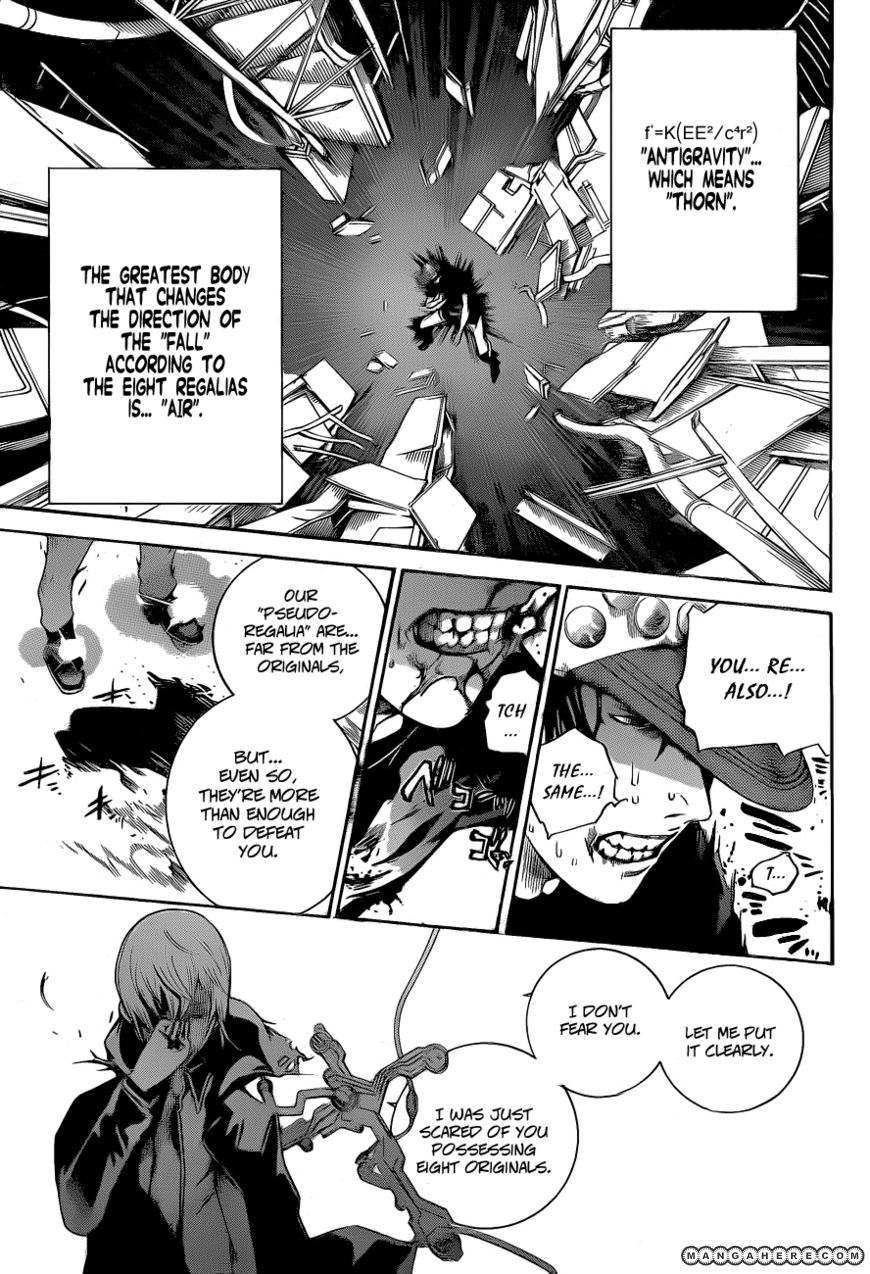 f'=K(EE²/c⁴r²)
"ANTIGRAVITY"...
WHICH MEANS
"THORN".
THE GREATEST BODY
THAT CHANGES
THE DIRECTION OF
THE "FALL"
ACCORDING TO
THE EIGHT REGALIAS
IS... "AIR".
YOU... RE...
ALSO...!
THE...
SAME...!
T...
TCH
...
OUR
"PSEUDO-
REGALIA" ARE...
FAR FROM THE
ORIGINALS,
BUT...
EVEN SO,
THEY'RE MORE
THAN ENOUGH
TO DEFEAT
YOU.
LET ME PUT
IT CLEARLY.
I DON'T
FEAR YOU.
I WAS JUST
SCARED OF YOU
POSSESSING
EIGHT ORIGINALS.
MANGAHERE.COM